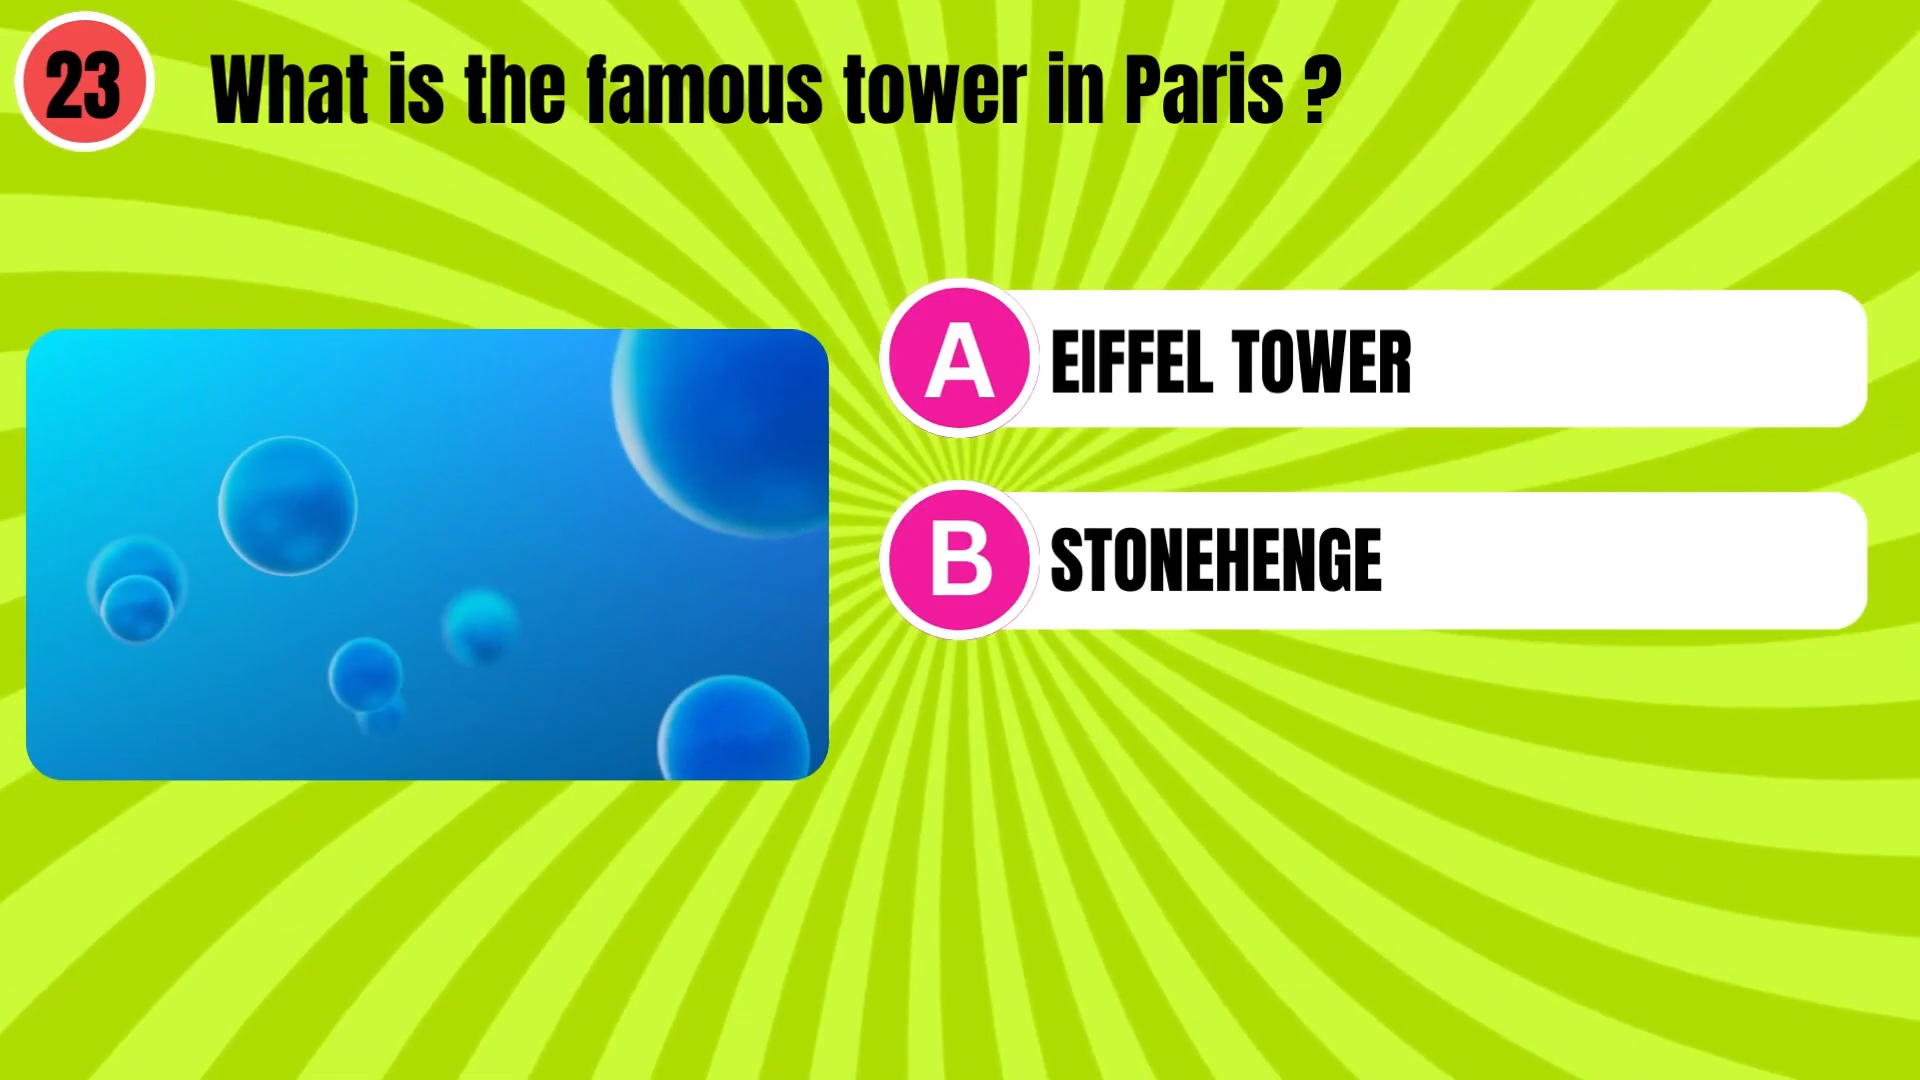 23
What is the famous tower in Paris ?
A
EIFFEL TOWER
B
STONEHENGE